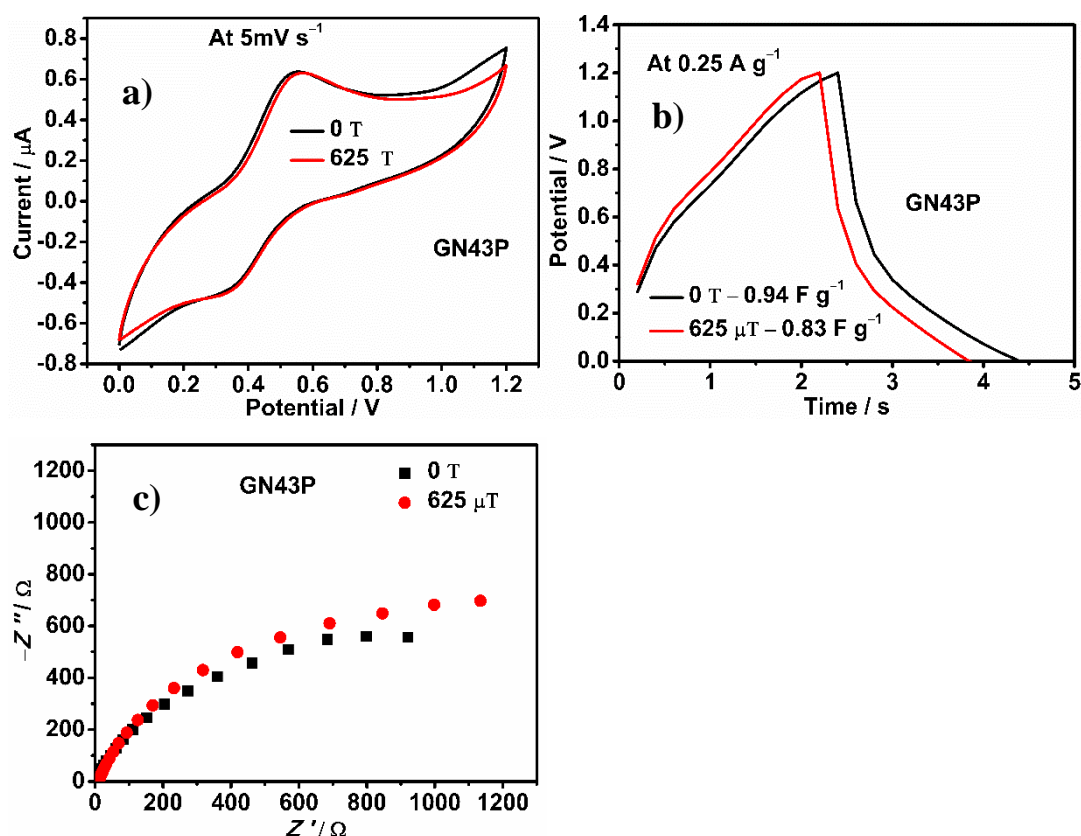 a)
At 5mV s⁻¹
0 T
625 T
GN43P
Current / μA
0.8
0.6
0.4
0.2
0.0
-0.2
-0.4
-0.6
-0.8
0.0 0.2 0.4 0.6 0.8 1.0 1.2
Potential / V
b)
At 0.25 A g⁻¹
GN43P
0 T – 0.94 F g⁻¹
625 μT – 0.83 F g⁻¹
Potential / V
1.6
1.4
1.2
1.0
0.8
0.6
0.4
0.2
0.0
0 1 2 3 4 5
Time / s
c)
GN43P
0 T
625 μT
-Z″/ Ω
1200
1000
800
600
400
200
0
0 200 400 600 800 1000 1200
Z′/ Ω